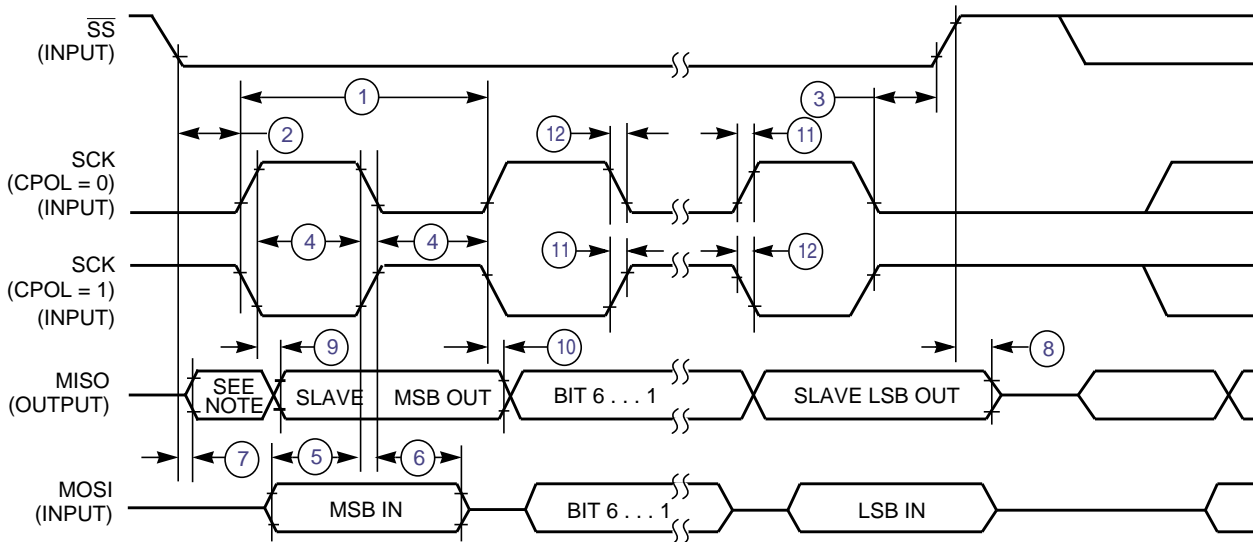 SS
(INPUT)
1
3
2
12
11
SCK
(CPOL = 0)
(INPUT)
4
4
SCK
(CPOL = 1)
(INPUT)
11
12
9
10
8
MISO
(OUTPUT)
SEE
NOTE
SLAVE
MSB OUT
BIT 6 . . . 1
SLAVE LSB OUT
7
5
6
MOSI
(INPUT)
MSB IN
BIT 6 . . . 1
LSB IN